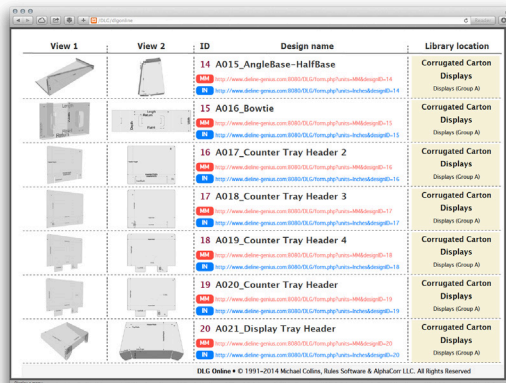 /DLG/dlgonline
Reader
View 1 View 2 ID Design name Library location
14 A015_AngleBase-HalfBase
MM http://www.dieline-genius.com:8080/DLG/form.php?units=MM&designID=14
IN http://www.dieline-genius.com:8080/DLG/form.php?units=Inches&designID=14
Corrugated Carton
Displays
Displays (Group A)
15 A016_Bowtie
MM http://www.dieline-genius.com:8080/DLG/form.php?units=MM&designID=15
IN http://www.dieline-genius.com:8080/DLG/form.php?units=Inches&designID=15
Corrugated Carton
Displays
Displays (Group A)
16 A017_Counter Tray Header 2
MM http://www.dieline-genius.com:8080/DLG/form.php?units=MM&designID=16
IN http://www.dieline-genius.com:8080/DLG/form.php?units=Inches&designID=16
Corrugated Carton
Displays
Displays (Group A)
17 A018_Counter Tray Header 3
MM http://www.dieline-genius.com:8080/DLG/form.php?units=MM&designID=17
IN http://www.dieline-genius.com:8080/DLG/form.php?units=Inches&designID=17
Corrugated Carton
Displays
Displays (Group A)
18 A019_Counter Tray Header 4
MM http://www.dieline-genius.com:8080/DLG/form.php?units=MM&designID=18
IN http://www.dieline-genius.com:8080/DLG/form.php?units=Inches&designID=18
Corrugated Carton
Displays
Displays (Group A)
19 A020_Counter Tray Header
MM http://www.dieline-genius.com:8080/DLG/form.php?units=MM&designID=19
IN http://www.dieline-genius.com:8080/DLG/form.php?units=Inches&designID=19
Corrugated Carton
Displays
Displays (Group A)
20 A021_Display Tray Header
MM http://www.dieline-genius.com:8080/DLG/form.php?units=MM&designID=20
IN http://www.dieline-genius.com:8080/DLG/form.php?units=Inches&designID=20
Corrugated Carton
Displays
Displays (Group A)
DLG Online • © 1991-2014 Michael Collins, Rules Software & AlphaCorr LLC. All Rights Reserved